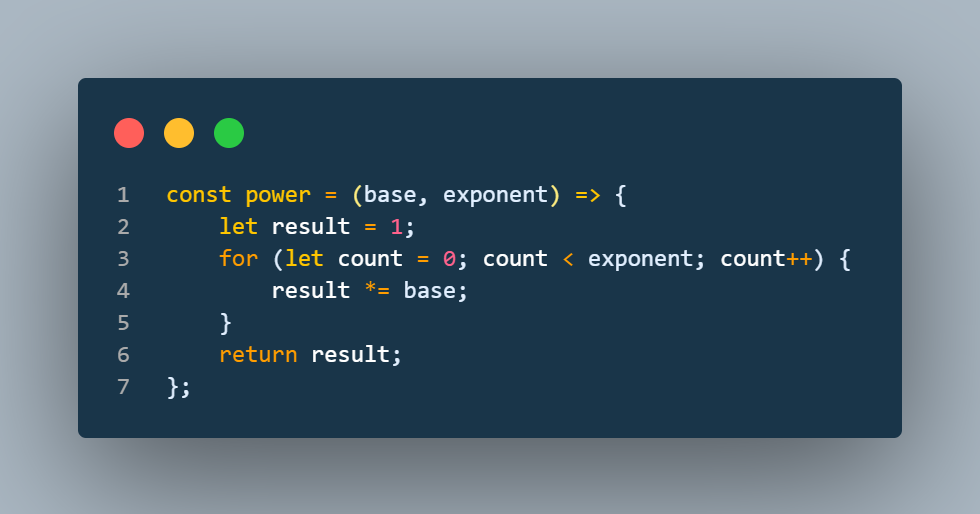 1 const power = (base, exponent) => {
2     let result = 1;
3     for (let count = 0; count < exponent; count++) {
4         result *= base;
5     }
6     return result;
7 };